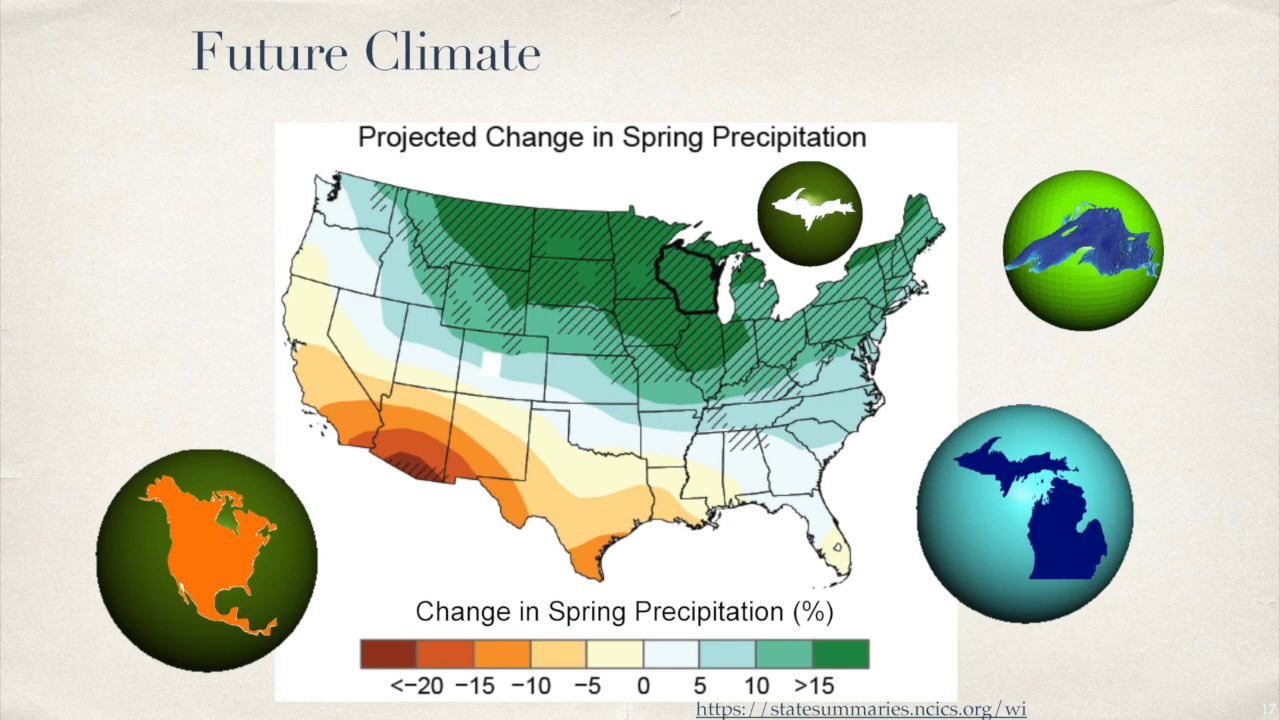 Future Climate
Projected Change in Spring Precipitation
Change in Spring Precipitation (%)
<−20 −15 −10 −5 0 5 10 >15
https://statesummaries.ncics.org/wi
17